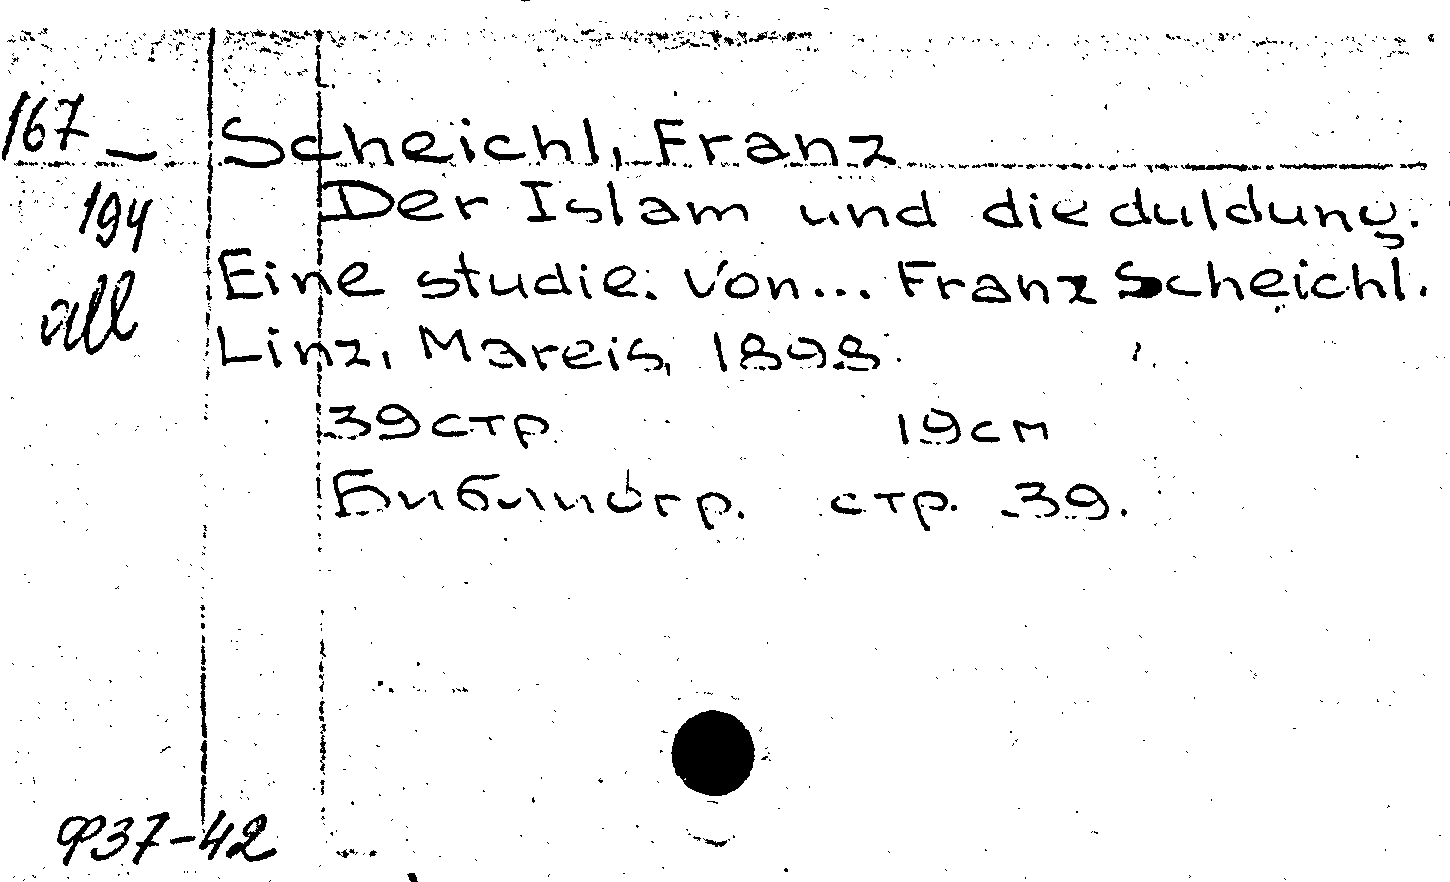 167 — Scheichl, Franz
194 Der Islam und die duldung.
all Eine studie. Von... Franz Scheichl.
Linz, Mareis, 1898.
39 стр. 19 см
Библиогр. стр. 39.
Ф37-42